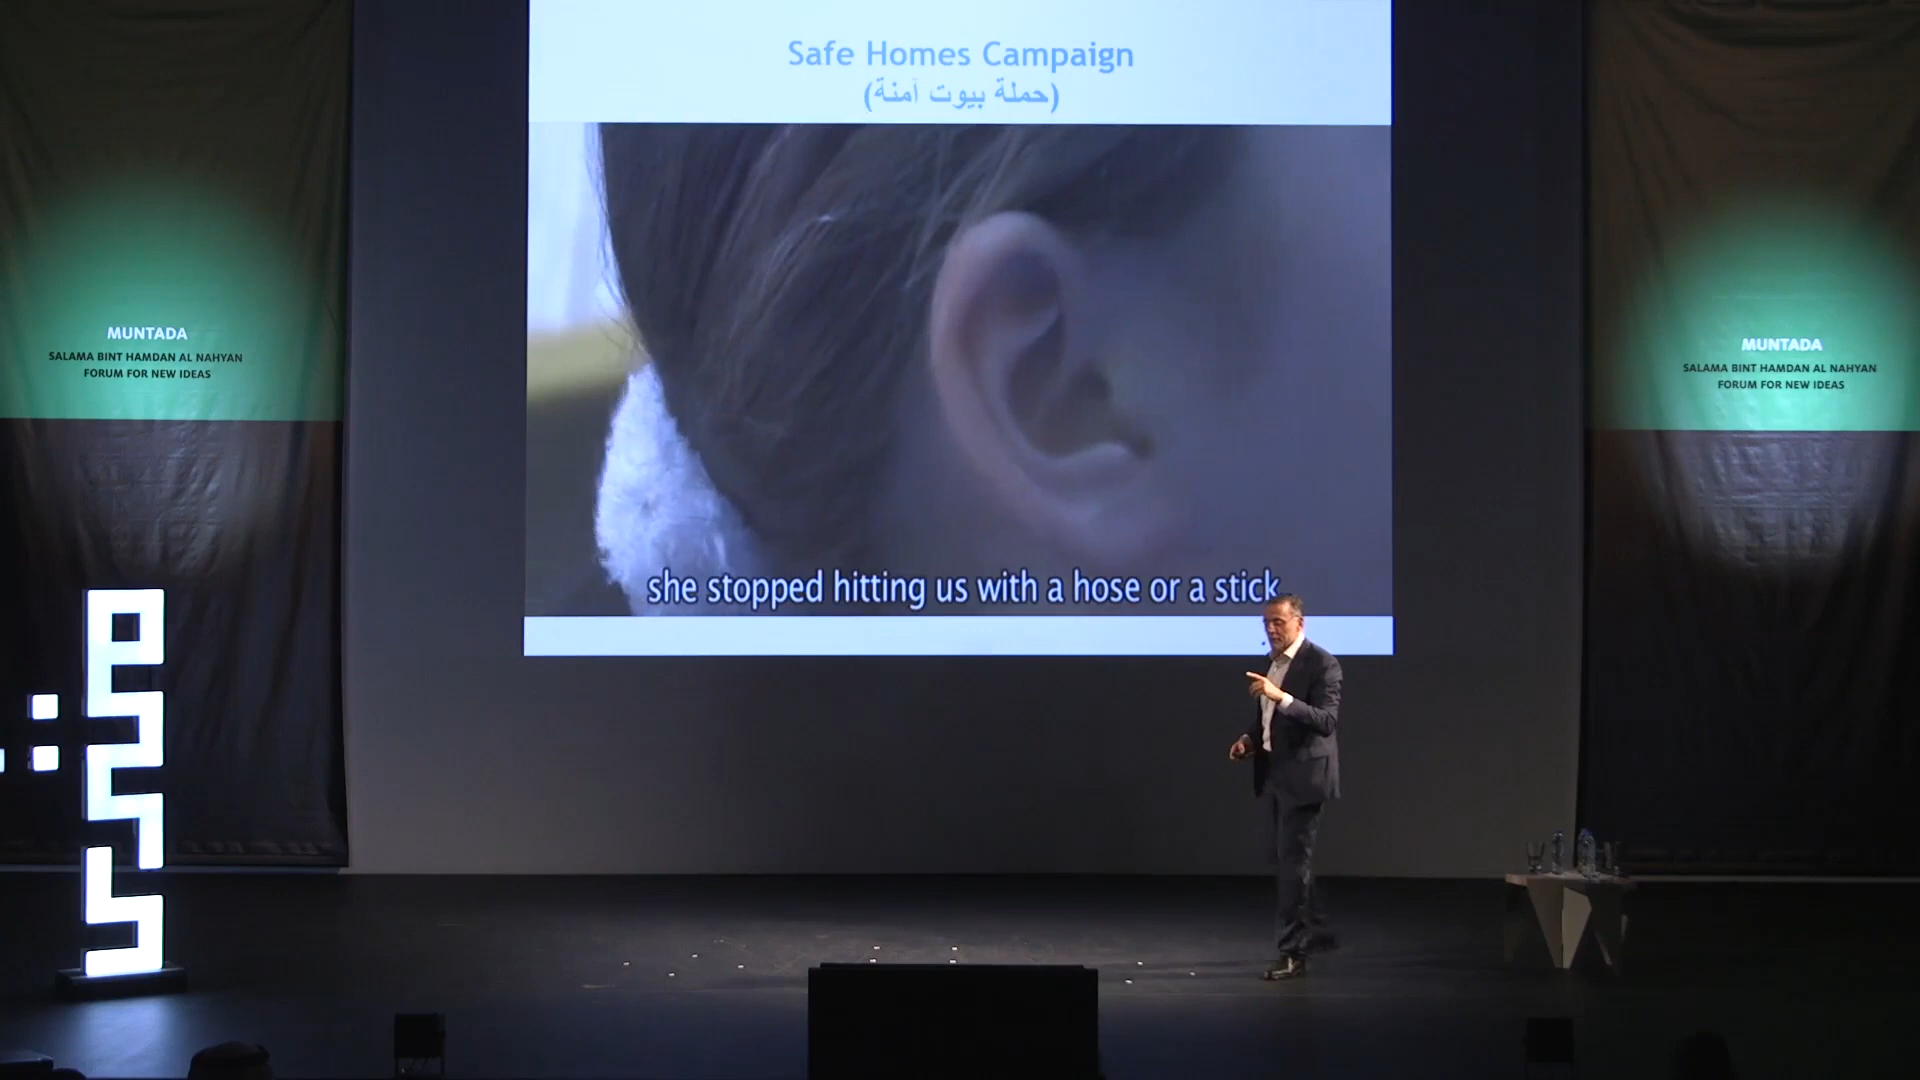 Safe Homes Campaign
(حملة بيوت آمنة)
MUNTADA
SALAMA BINT HAMDAN AL NAHYAN
FORUM FOR NEW IDEAS
she stopped hitting us with a hose or a stick
MUNTADA
SALAMA BINT HAMDAN AL NAHYAN
FORUM FOR NEW IDEAS